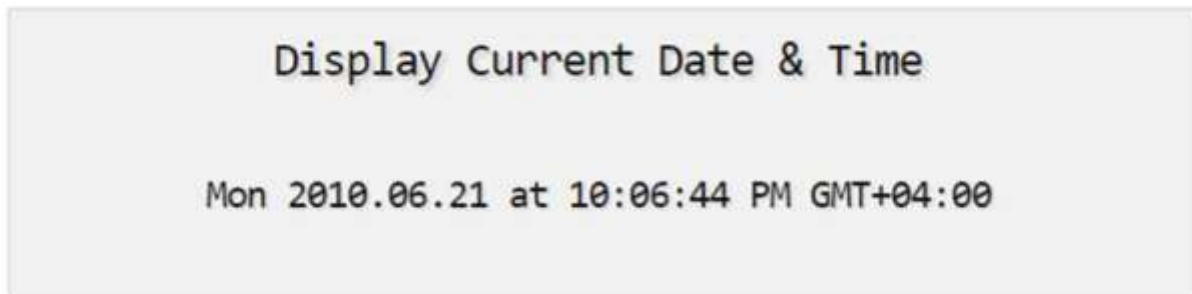 Display Current Date & Time
Mon 2010.06.21 at 10:06:44 PM GMT+04:00